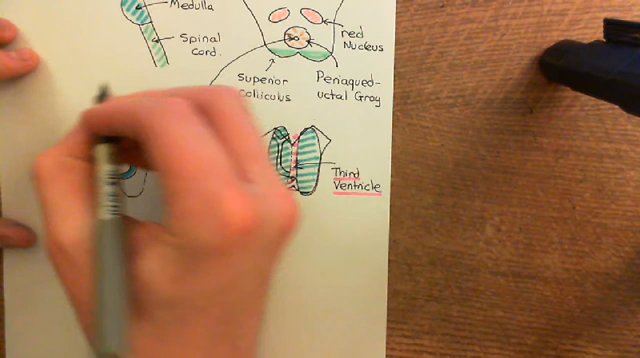 Medulla
Spinal
Cord.
red
Nucleus
Superior
colliculus
Periaqued-
uctal Gray
Third
Ventricle